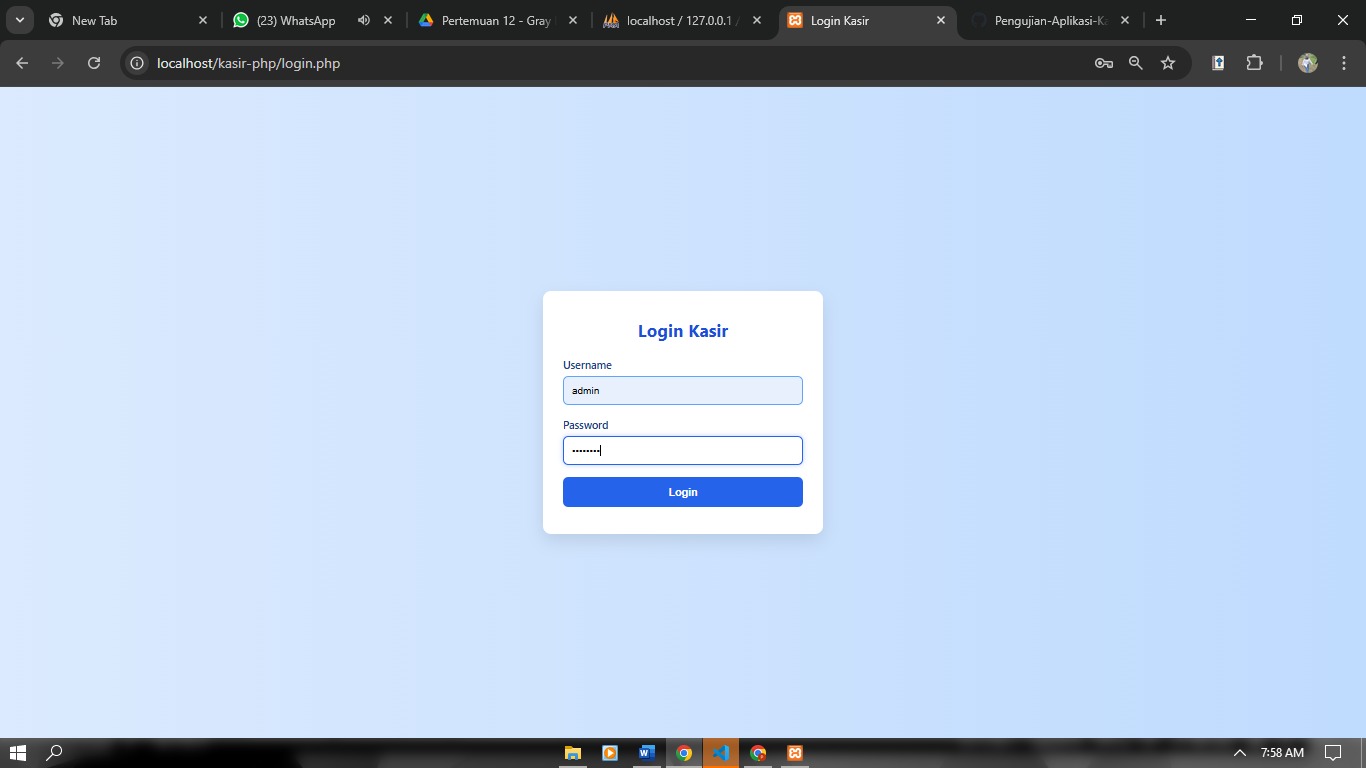 New Tab
(23) WhatsApp
Pertemuan 12 - Gray
localhost / 127.0.0.1 /
Login Kasir
Pengujian-Aplikasi-Ka
localhost/kasir-php/login.php
Login Kasir
Username
admin
Password
••••••••
Login
7:58 AM